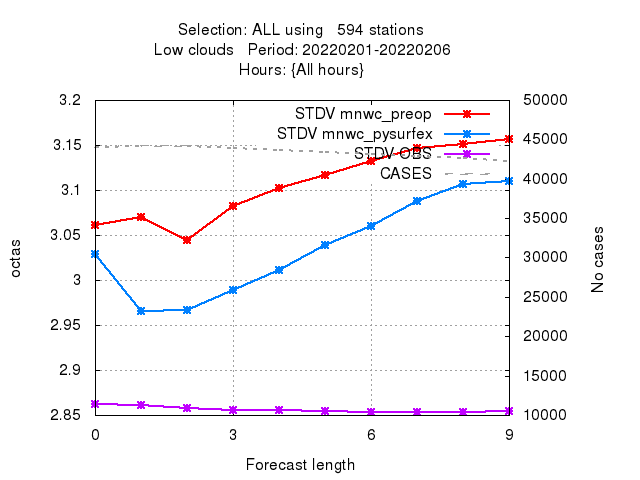 Selection: ALL using   594 stations
Low clouds   Period: 20220201-20220206
Hours: {All hours}
3.2
3.15
3.1
3.05
3
2.95
2.9
2.85
octas
50000
45000
40000
35000
30000
25000
20000
15000
10000
No cases
STDV mnwc_preop
STDV mnwc_pysurfex
STDV OBS
CASES
0
3
6
9
Forecast length